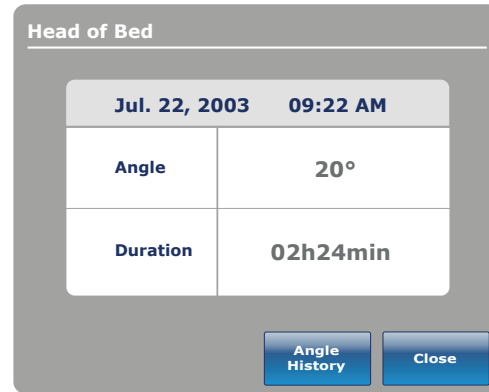 Head of Bed
Jul. 22, 2003 09:22 AM
Angle 20°
Duration 02h24min
Angle
History
Close